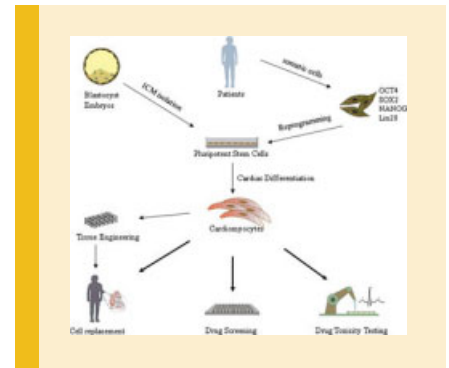 somatic cells
ICM isolation
Blastocyst
Embryos
Patients
OCT4
SOX2
NANOG
Lin28
Reprogramming
Pluripotent Stem Cells
Cardiac Differentiation
Cardiomyocytes
Tissue Engineering
Cell replacement
Drug Screening
Drug Toxicity Testing